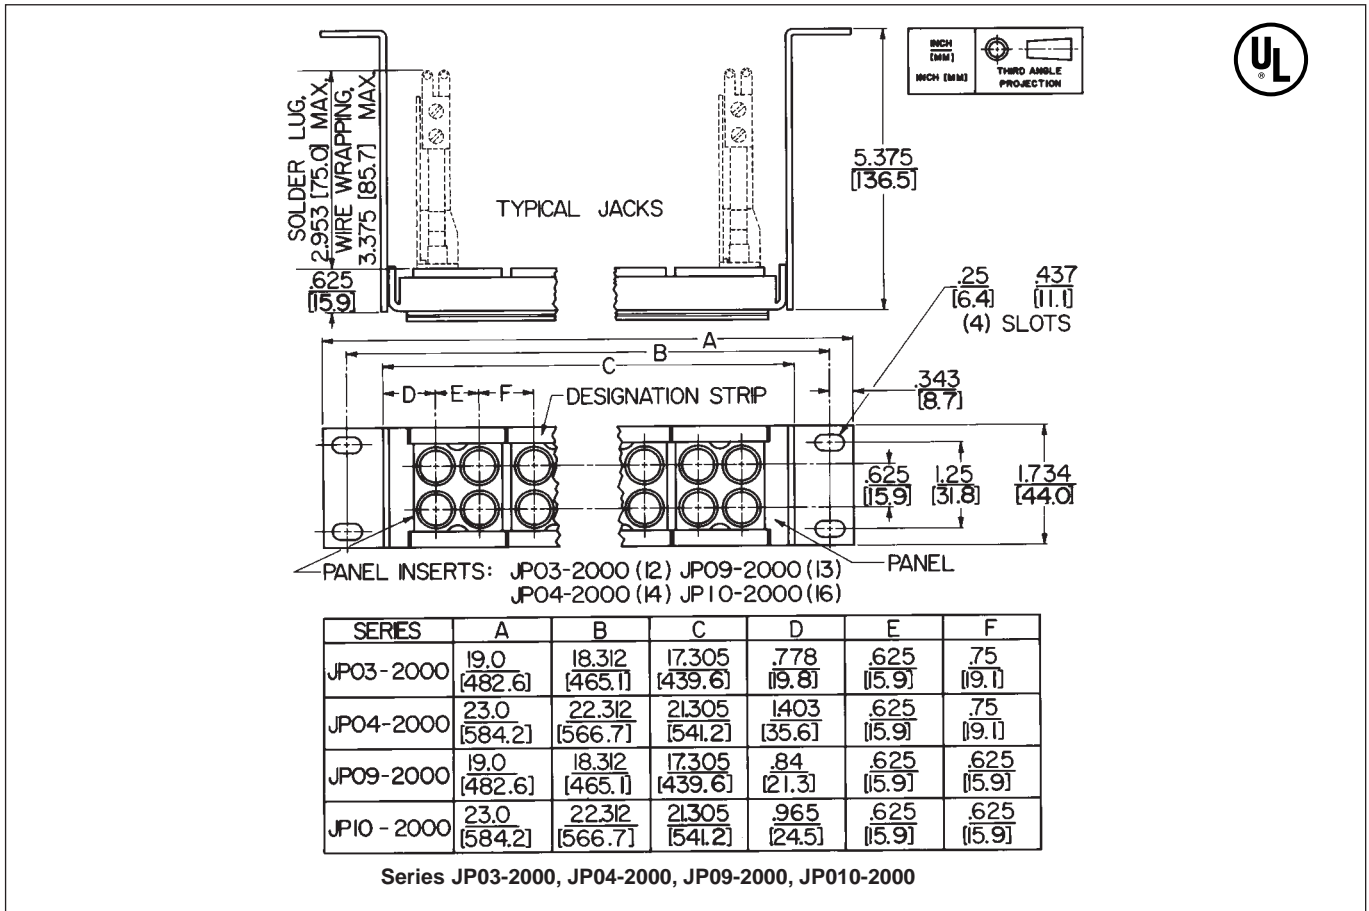 INCH
[MM]
INCH [MM]
THIRD ANGLE
PROJECTION
UL
®
SOLDER LUG,
2.953 [75.0] MAX,
WIRE WRAPPING,
3.375 [85.7] MAX
5.375
[136.5]
TYPICAL JACKS
.625
[15.9]
.25 .437
[6.4] [11.1]
(4) SLOTS
A
B
C
D E F
DESIGNATION STRIP
.343
[8.7]
.625 1.25 1.734
[15.9] [31.8] [44.0]
PANEL INSERTS: JP03-2000 (12) JP09-2000 (13)
JP04-2000 (14) JP10-2000 (16)
PANEL
SERIES A B C D E F
JP03-2000 19.0 18.312 17.305 .778 .625 .75
[482.6] [465.1] [439.6] [19.8] [15.9] [19.1]
JP04-2000 23.0 22.312 21.305 1.403 .625 .75
[584.2] [566.7] [541.2] [35.6] [15.9] [19.1]
JP09-2000 19.0 18.312 17.305 .84 .625 .625
[482.6] [465.1] [439.6] [21.3] [15.9] [15.9]
JP10-2000 23.0 22.312 21.305 .965 .625 .625
[584.2] [566.7] [541.2] [24.5] [15.9] [15.9]
Series JP03-2000, JP04-2000, JP09-2000, JP010-2000